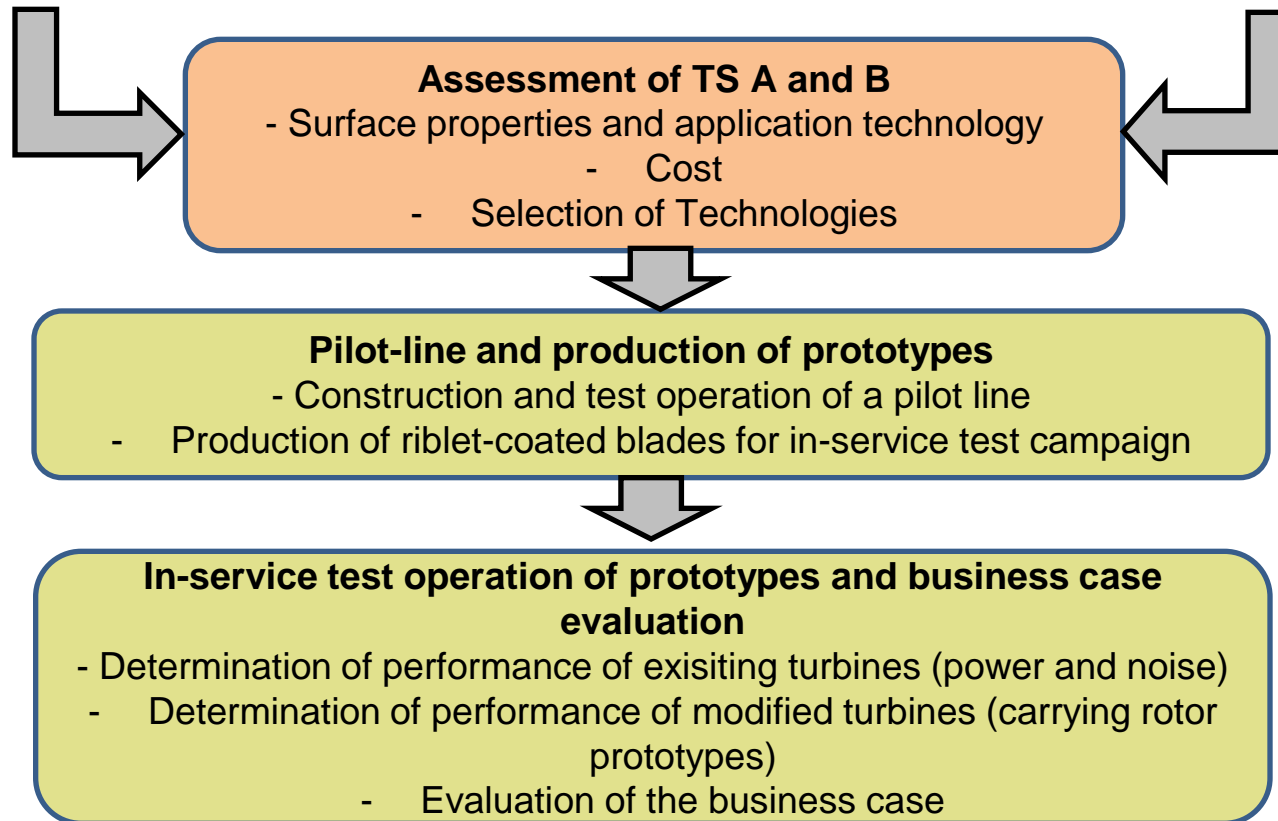 Assessment of TS A and B
- Surface properties and application technology
- Cost
- Selection of Technologies
Pilot-line and production of prototypes
- Construction and test operation of a pilot line
- Production of riblet-coated blades for in-service test campaign
In-service test operation of prototypes and business case
evaluation
- Determination of performance of exisiting turbines (power and noise)
- Determination of performance of modified turbines (carrying rotor
prototypes)
- Evaluation of the business case